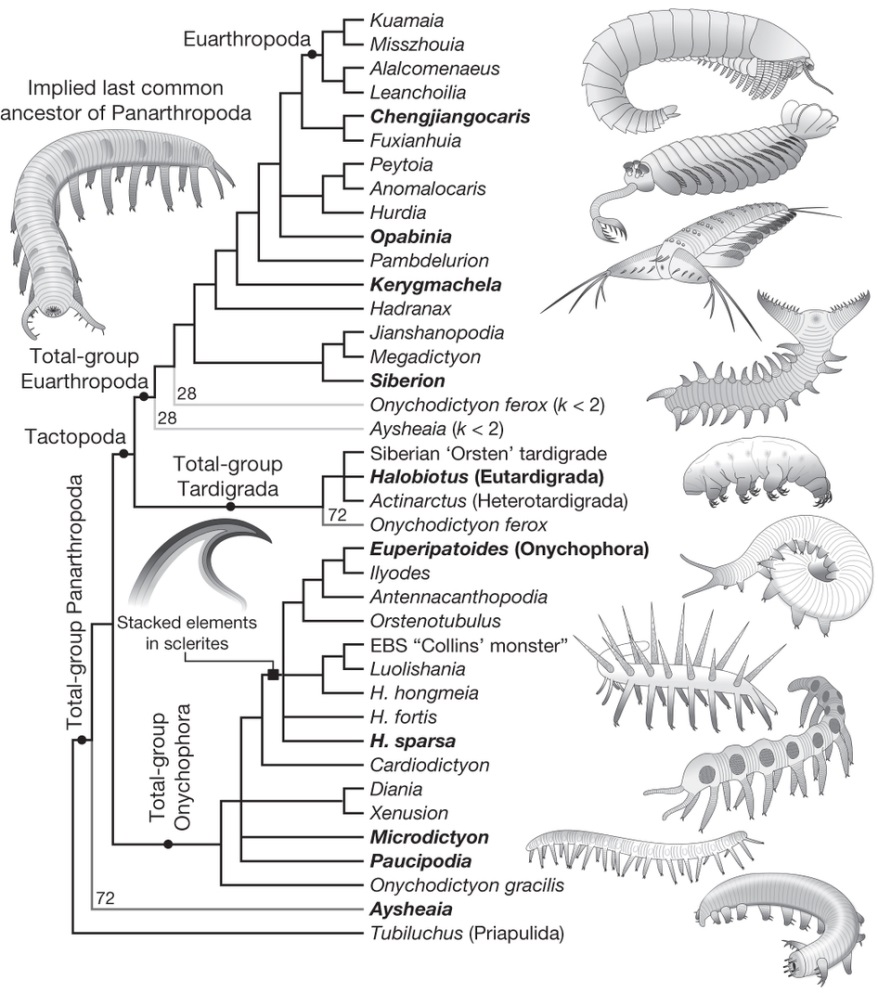 Euarthropoda
Kuamaia
Misszhouia
Alalcomenaeus
Leanchoilia
Chengjiangocaris
Fuxianhuia
Peytoia
Anomalocaris
Hurdia
Opabinia
Pambdelurion
Kerygmachela
Hadranax
Jianshanopodia
Megadictyon
Siberion
Onychodictyon ferox (k < 2)
Aysheaia (k < 2)
Siberian ‘Orsten’ tardigrade
Halobiotus (Eutardigrada)
Actinarctus (Heterotardigrada)
Onychodictyon ferox
Euperipatoides (Onychophora)
Ilyodes
Antennacanthopodia
Orstenotubulus
EBS “Collins’ monster”
Luolishania
H. hongmeia
H. fortis
H. sparsa
Cardiodictyon
Diania
Xenusion
Microdictyon
Paucipodia
Onychodictyon gracilis
Aysheaia
Tubiluchus (Priapulida)
Implied last common
ancestor of Panarthropoda
Total-group
Euarthropoda
28
28
Tactopoda
Total-group
Tardigrada
72
Stacked elements
in sclerites
Total-group Panarthropoda
Total-group
Onychophora
72